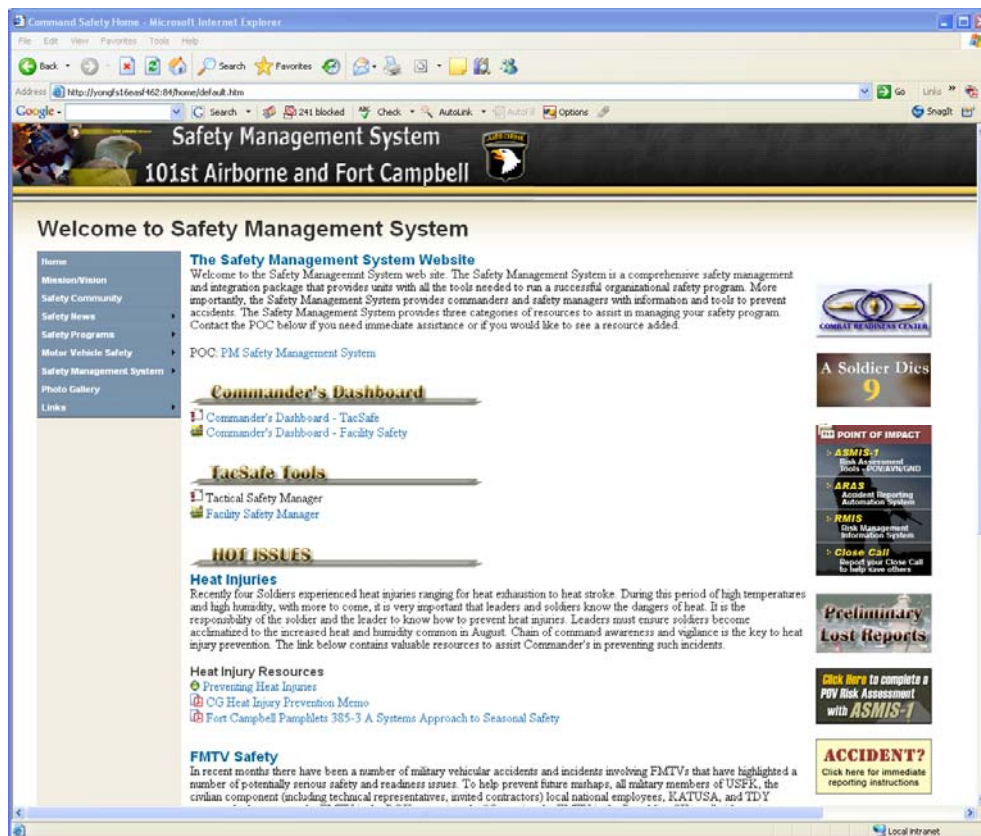 Command Safety Home - Microsoft Internet Explorer
File Edit View Favorites Tools Help
Back Search Favorites
Address http://yongfs16easf462:84/home/default.htm Go Links »
Google - Search 241 blocked Check AutoLink AutoFill Options SnagIt
Safety Management System
101st Airborne and Fort Campbell
AIRBORNE
Welcome to Safety Management System
Home
Mission/Vision
Safety Community
Safety News
Safety Programs
Motor Vehicle Safety
Safety Management System
Photo Gallery
Links
The Safety Management System Website
Welcome to the Safety Manageemnt System web site. The Safety Management System is a comprehensive safety management
and integration package that provides units with all the tools needed to run a successful organizational safety program. More
importantly, the Safety Management System provides commanders and safety managers with information and tools to prevent
accidents. The Safety Management System provides three categories of resources to assist in managing your safety program.
Contact the POC below if you need immediate assistance or if you would like to see a resource added.
POC: PM Safety Management System
Commander's Dashboard
Commander's Dashboard - TacSafe
Commander's Dashboard - Facility Safety
TacSafe Tools
Tactical Safety Manager
Facility Safety Manager
HOT ISSUES
Heat Injuries
Recently four Soldiers experienced heat injuries ranging for heat exhaustion to heat stroke. During this period of high temperatures
and high humidity, wth more to come, it is very important that leaders and soldiers know the dangers of heat. It is the
responsibility of the soldier and the leader to know how to prevent heat injuries. Leaders must ensure soldiers become
acclimatized to the increased heat and humidity common in August. Chain of command awareness and vigilance is the key to heat
injury prevention. The link below contains valuable resources to assist Commander's in preventing such incidents.
Heat Injury Resources
Preventing Heat Injuries
CG Heat Injury Prevention Memo
Fort Campbell Pamphlets 385-3 A Systems Approach to Seasonal Safety
FMTV Safety
In recent months there have been a number of military vehicular accidents and incidents involving FMTVs that have highlighted a
number of potentially serious safety and readiness issues. To help prevent future mishaps, all military members of USFK, the
civilian component (including technical representatives, invited contractors) local national employees, KATUSA, and TDY
COMBAT READINESS CENTER
A Soldier Dies
9
POINT OF IMPACT
ASMIS-1
Risk Assessment
Tools - POV/AVN/GND
ARAS
Accident Reporting
Automation System
RMIS
Risk Management
Information System
Close Call
Report your Close Call
to help save others
Preliminary
Lost Reports
Click Here to complete a
POV Risk Assessment
with ASMIS-1
ACCIDENT?
Click here for immediate
reporting instructions
Local intranet